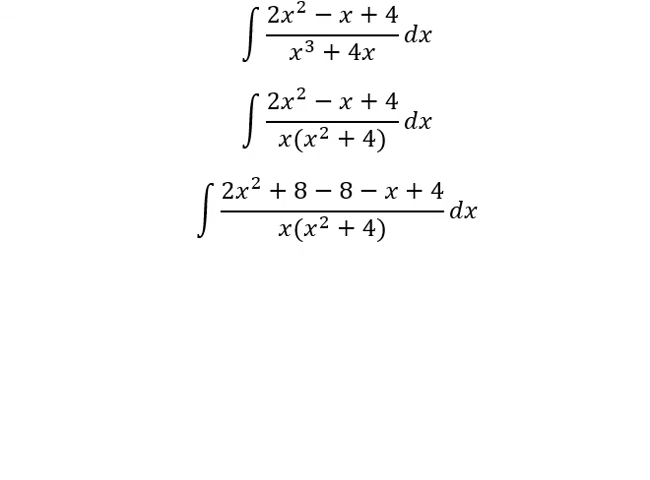 ∫ (2x² − x + 4)/(x³ + 4x) dx
∫ (2x² − x + 4)/(x(x² + 4)) dx
∫ (2x² + 8 − 8 − x + 4)/(x(x² + 4)) dx